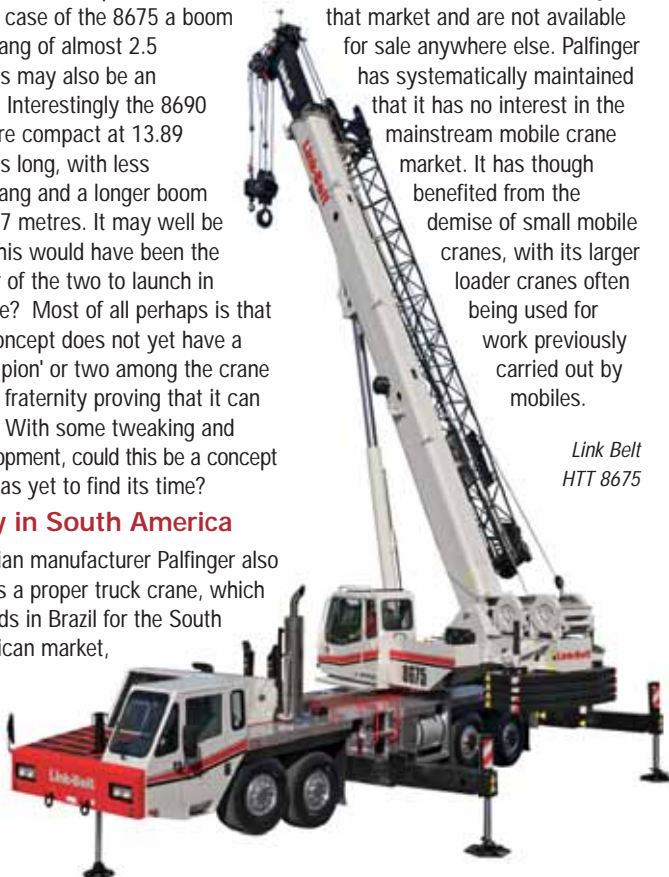 case of the 8675 a boom
ang of almost 2.5
s may also be an
Interestingly the 8690
re compact at 13.89
s long, with less
ang and a longer boom
7 metres. It may well be
his would have been the
r of the two to launch in
e? Most of all perhaps is that
oncept does not yet have a
pion' or two among the crane
fraternity proving that it can
With some tweaking and
opment, could this be a concept
as yet to find its time?
y in South America
ian manufacturer Palfinger also
s a proper truck crane, which
ds in Brazil for the South
ican market,
that market and are not available
for sale anywhere else. Palfinger
has systematically maintained
that it has no interest in the
mainstream mobile crane
market. It has though
benefited from the
demise of small mobile
cranes, with its larger
loader cranes often
being used for
work previously
carried out by
mobiles.
Link Belt
HTT 8675
Link-Belt
8675
Link-Belt
Link-Belt